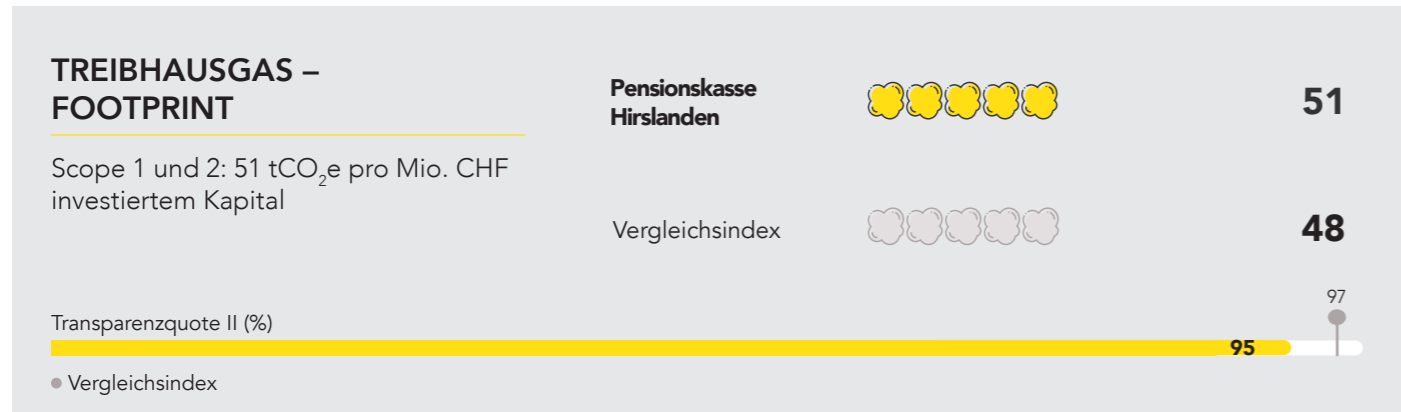 TREIBHAUSGAS –
FOOTPRINT
Scope 1 und 2: 51 tCO₂e pro Mio. CHF
investiertem Kapital
Pensionskasse
Hirslanden
51
Vergleichsindex
48
97
Transparenzquote II (%)
95
Vergleichsindex